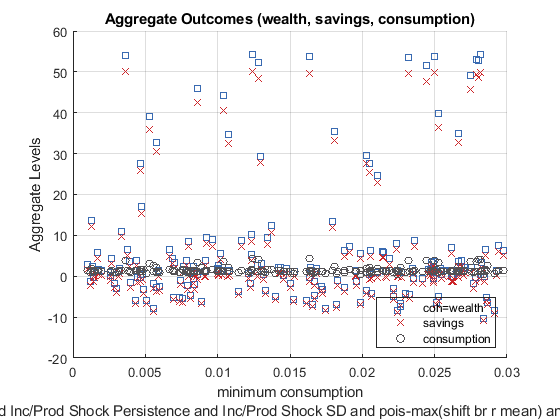 Aggregate Outcomes (wealth, savings, consumption)
60
50
40
30
20
10
0
-10
-20
Aggregate Levels
coh=wealth
savings
consumption
0
0.005
0.01
0.015
0.02
0.025
0.03
minimum consumption
d Inc/Prod Shock Persistence and Inc/Prod Shock SD and pois-max(shift br r mean) an